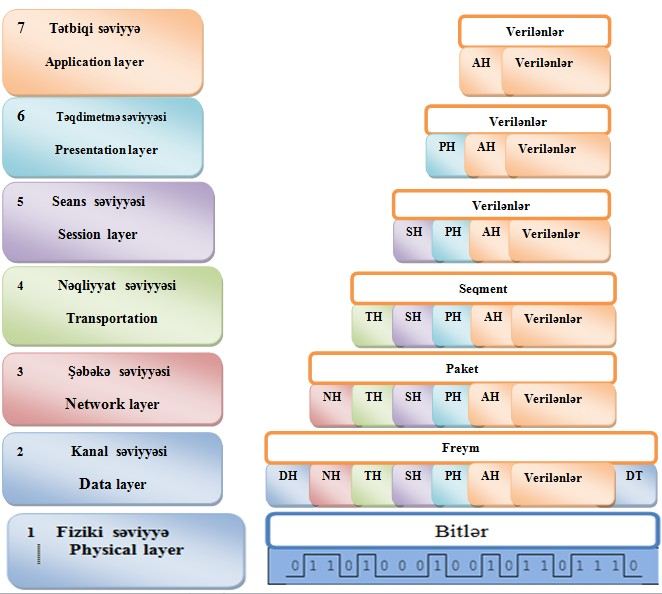 7 Tətbiqi səviyyə
Application layer
Verilənlər
AH Verilənlər
6 Təqdimetmə səviyyəsi
Presentation layer
Verilənlər
PH AH Verilənlər
5 Seans səviyyəsi
Session layer
Verilənlər
SH PH AH Verilənlər
4 Nəqliyyat səviyyəsi
Transportation
Seqment
TH SH PH AH Verilənlər
3 Şəbəkə səviyyəsi
Network layer
Paket
NH TH SH PH AH Verilənlər
2 Kanal səviyyəsi
Data layer
Freym
DH NH TH SH PH AH Verilənlər DT
1 Fiziki səviyyə
Physical layer
Bitlər
0 1 1 0 1 0 0 0 1 0 0 1 0 1 1 0 1 1 1 0